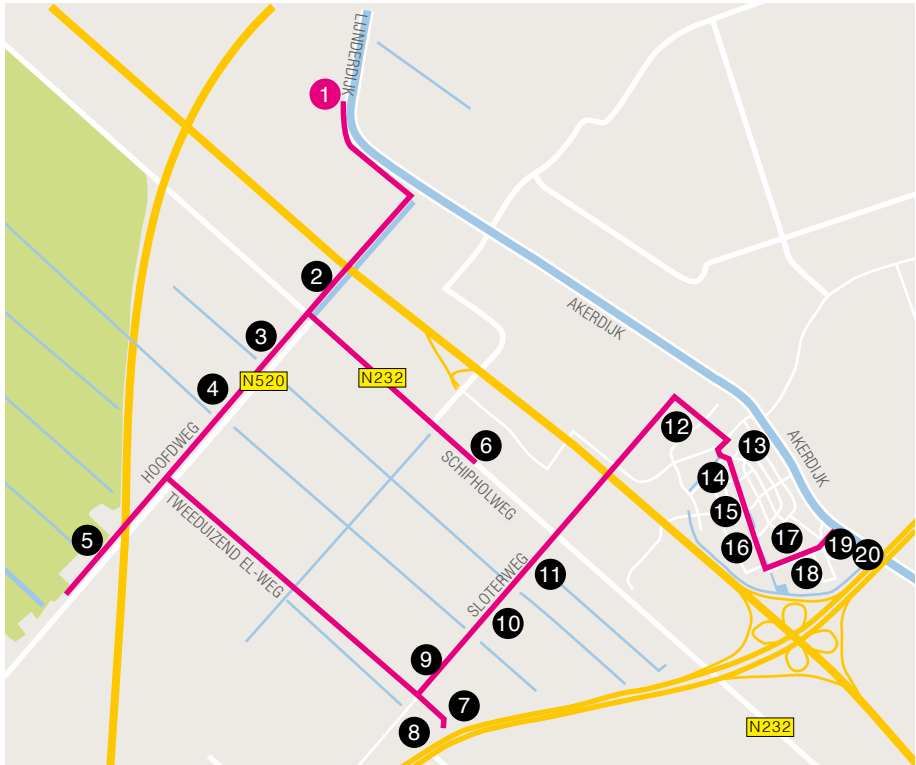 LIJNDERDIJK
1
2
3
N520
N232
4
AKERDIJK
HOOFDWEG
12
6
13
AKERDIJK
SCHIPHOLWEG
14
TWEEDUIZEND EL-WEG
15
5
17
16
19
20
18
SLOTERWEG
11
10
9
7
8
N232